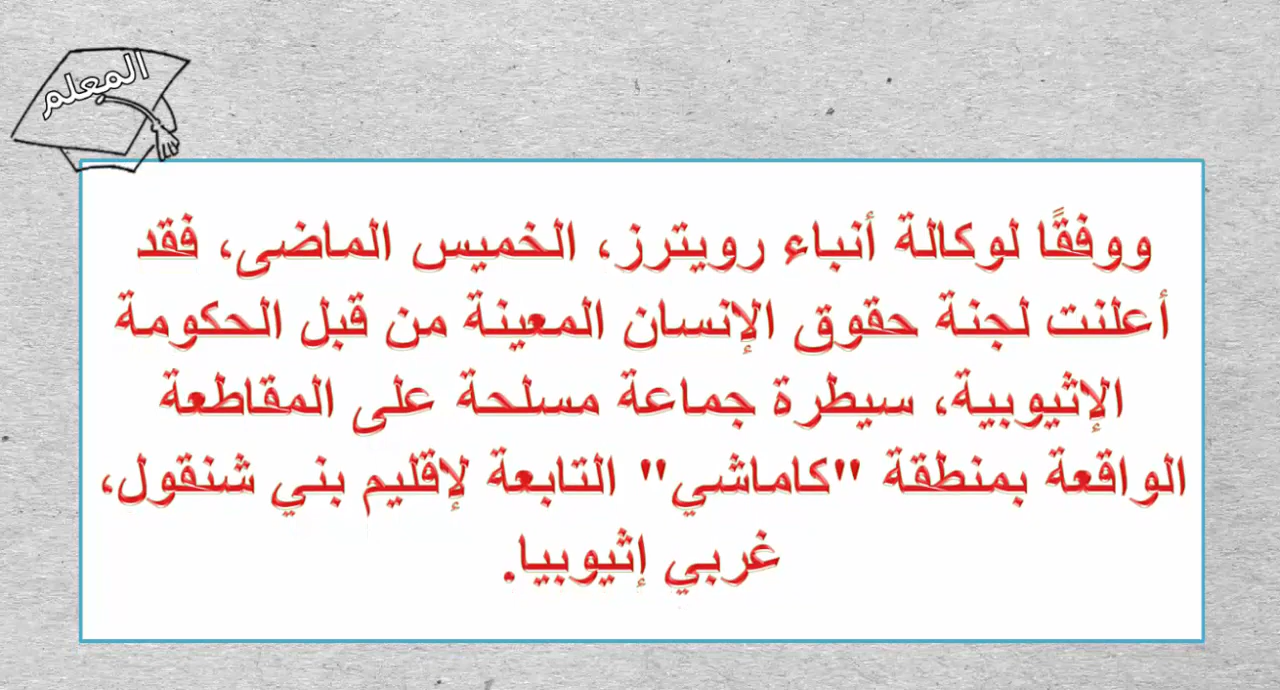 المعلم
ووفقًا لوكالة أنباء رويترز، الخميس الماضى، فقد
أعلنت لجنة حقوق الإنسان المعينة من قبل الحكومة
الإثيوبية، سيطرة جماعة مسلحة على المقاطعة
الواقعة بمنطقة "كاماشي" التابعة لإقليم بني شنقول،
غربي إثيوبيا.